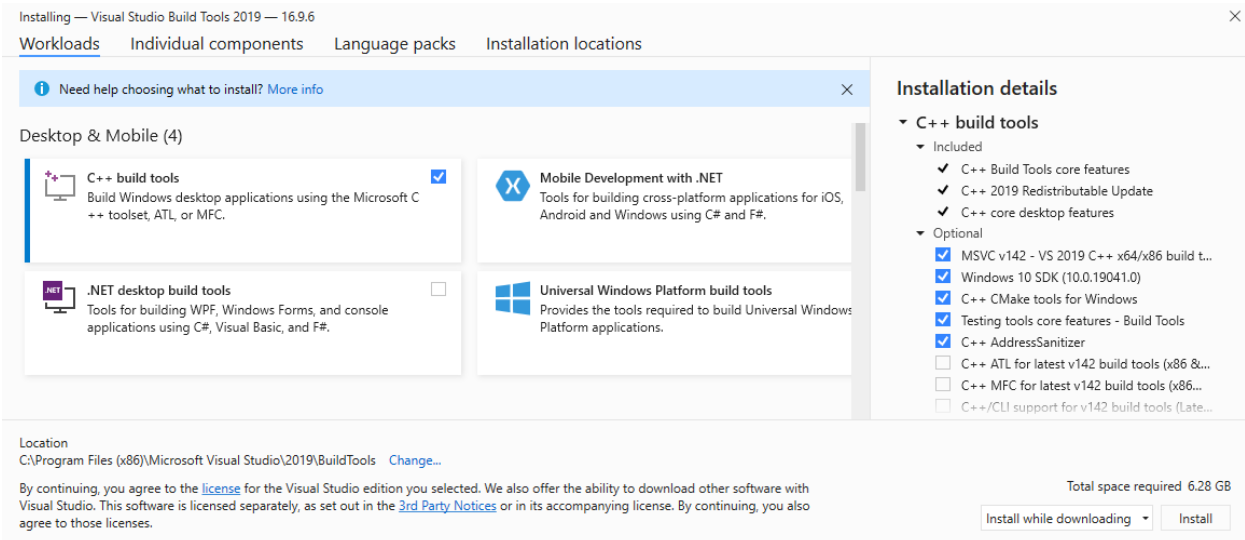 Installing — Visual Studio Build Tools 2019 — 16.9.6
Workloads Individual components Language packs Installation locations
Need help choosing what to install? More info
Desktop & Mobile (4)
C++ build tools
Build Windows desktop applications using the Microsoft C
++ toolset, ATL, or MFC.
Mobile Development with .NET
Tools for building cross-platform applications for iOS,
Android and Windows using C# and F#.
.NET
.NET desktop build tools
Tools for building WPF, Windows Forms, and console
applications using C#, Visual Basic, and F#.
Universal Windows Platform build tools
Provides the tools required to build Universal Windows
Platform applications.
Installation details
C++ build tools
Included
C++ Build Tools core features
C++ 2019 Redistributable Update
C++ core desktop features
Optional
MSVC v142 - VS 2019 C++ x64/x86 build t...
Windows 10 SDK (10.0.19041.0)
C++ CMake tools for Windows
Testing tools core features - Build Tools
C++ AddressSanitizer
C++ ATL for latest v142 build tools (x86 &...
C++ MFC for latest v142 build tools (x86...
C++/CLI support for v142 build tools (Late...
Location
C:\Program Files (x86)\Microsoft Visual Studio\2019\BuildTools Change...
By continuing, you agree to the license for the Visual Studio edition you selected. We also offer the ability to download other software with
Visual Studio. This software is licensed separately, as set out in the 3rd Party Notices or in its accompanying license. By continuing, you also
agree to those licenses.
Total space required 6.28 GB
Install while downloading Install